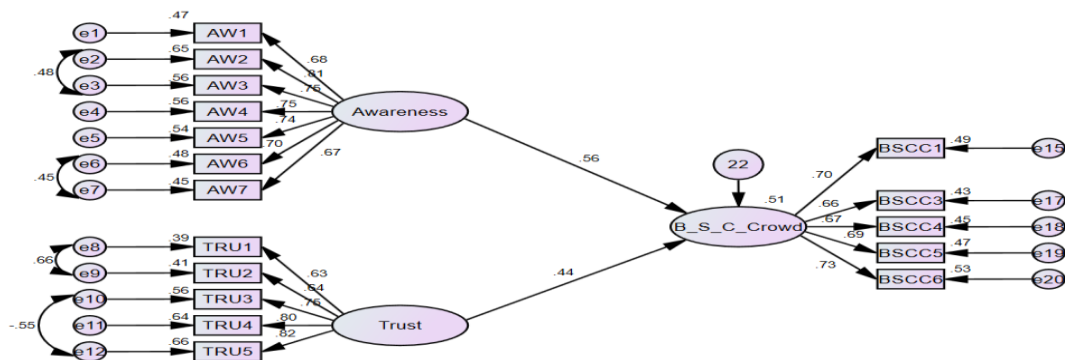 e1 .47 AW1
e2 .65 AW2 .68
.48 e3 .56 AW3 .81 .75
e4 .56 AW4 .75 Awareness
e5 .54 AW5 .74
e6 .48 AW6 .70
.45 e7 .45 AW7 .67
.56
22
.51
B_S_C_Crowd
.44
e8 .39 TRU1
.66 e9 .41 TRU2 .63
e10 .56 TRU3 .64
-.55 e11 .64 TRU4 .80 Trust
e12 .66 TRU5 .82
.70 BSCC1 .49 e15
.66 BSCC3 .43 e17
.67 BSCC4 .45 e18
.69 BSCC5 .47 e19
.73 BSCC6 .53 e20